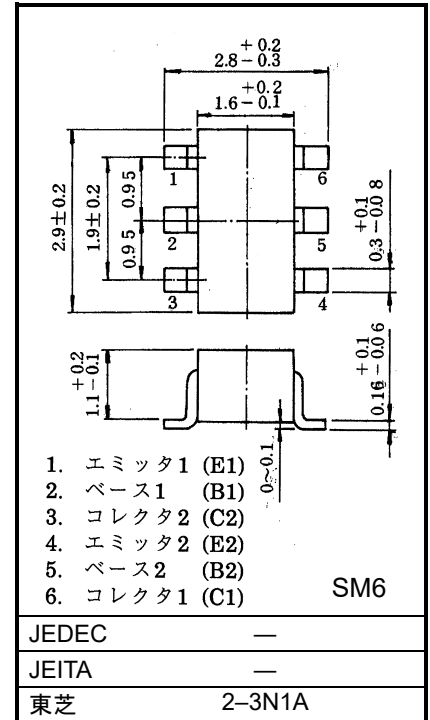 + 0.2
2.8 − 0.3
+ 0.2
1.6 − 0.1
2.9±0.2
1.9±0.2
0.95
0.95
1
2
3
6
5
4
+0.1
0.3−0.08
+0.2
1.1−0.1
0~0.1
+0.1
0.16−0.06
1. エミッタ1 (E1)
2. ベース1 (B1)
3. コレクタ2 (C2)
4. エミッタ2 (E2)
5. ベース2 (B2)
6. コレクタ1 (C1)
SM6
JEDEC —
JEITA —
東芝 2–3N1A